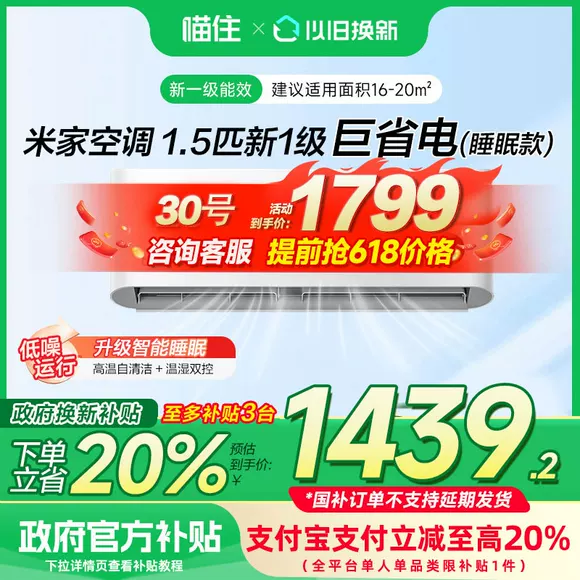 喵住 × 以旧换新
新一级能效 建议适用面积16-20m²
米家空调 1.5匹新1级 巨省电(睡眠款)
30号 活动到手价: 1799
咨询客服 提前抢618价格
低噪运行
升级智能睡眠
高温自清洁+温湿双控
政府换新补贴 至多补贴3台
下单立省20% 预估到手价:¥ 1439.2
*国补订单不支持延期发货
政府官方补贴
下拉详情页查看补贴教程
支付宝支付立减至高20%
(全平台单人单品类限补贴1件)